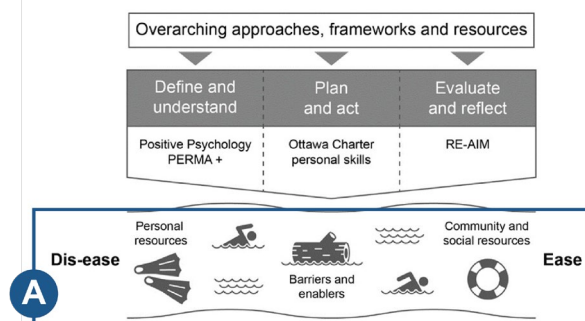 Overarching approaches, frameworks and resources
Define and
understand
Plan
and act
Evaluate
and reflect
Positive Psychology
PERMA +
Ottawa Charter
personal skills
RE-AIM
Personal
resources
Community and
social resources
Dis-ease
Ease
Barriers and
enablers
A